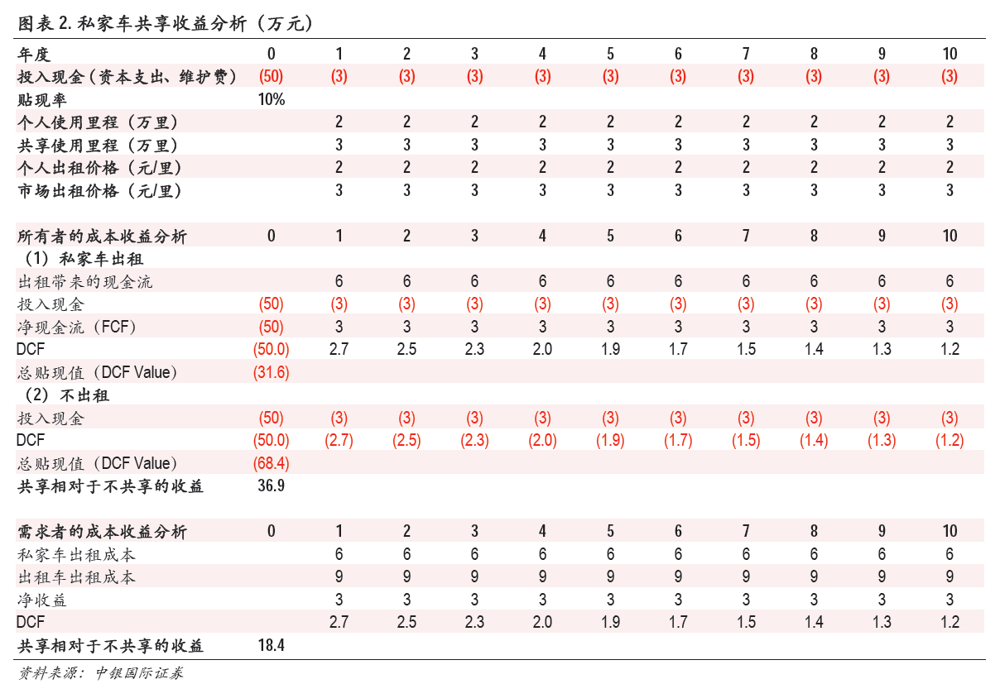 图表 2. 私家车共享收益分析（万元）
年度 0 1 2 3 4 5 6 7 8 9 10
投入现金（资本支出、维护费） (50) (3) (3) (3) (3) (3) (3) (3) (3) (3) (3)
贴现率 10%
个人使用里程（万里） 2 2 2 2 2 2 2 2 2 2
共享使用里程（万里） 3 3 3 3 3 3 3 3 3 3
个人出租价格（元/里） 2 2 2 2 2 2 2 2 2 2
市场出租价格（元/里） 3 3 3 3 3 3 3 3 3 3
所有者的成本收益分析 0 1 2 3 4 5 6 7 8 9 10
（1）私家车出租
出租带来的现金流 6 6 6 6 6 6 6 6 6 6
投入现金 (50) (3) (3) (3) (3) (3) (3) (3) (3) (3) (3)
净现金流（FCF） (50) 3 3 3 3 3 3 3 3 3 3
DCF (50.0) 2.7 2.5 2.3 2.0 1.9 1.7 1.5 1.4 1.3 1.2
总贴现值（DCF Value） (31.6)
（2）不出租
投入现金 (50) (3) (3) (3) (3) (3) (3) (3) (3) (3) (3)
DCF (50.0) (2.7) (2.5) (2.3) (2.0) (1.9) (1.7) (1.5) (1.4) (1.3) (1.2)
总贴现值（DCF Value） (68.4)
共享相对于不共享的收益 36.9
需求者的成本收益分析 0 1 2 3 4 5 6 7 8 9 10
私家车出租成本 6 6 6 6 6 6 6 6 6 6
出租车出租成本 9 9 9 9 9 9 9 9 9 9
净收益 3 3 3 3 3 3 3 3 3 3
DCF 2.7 2.5 2.3 2.0 1.9 1.7 1.5 1.4 1.3 1.2
共享相对于不共享的收益 18.4
资料来源：中银国际证券